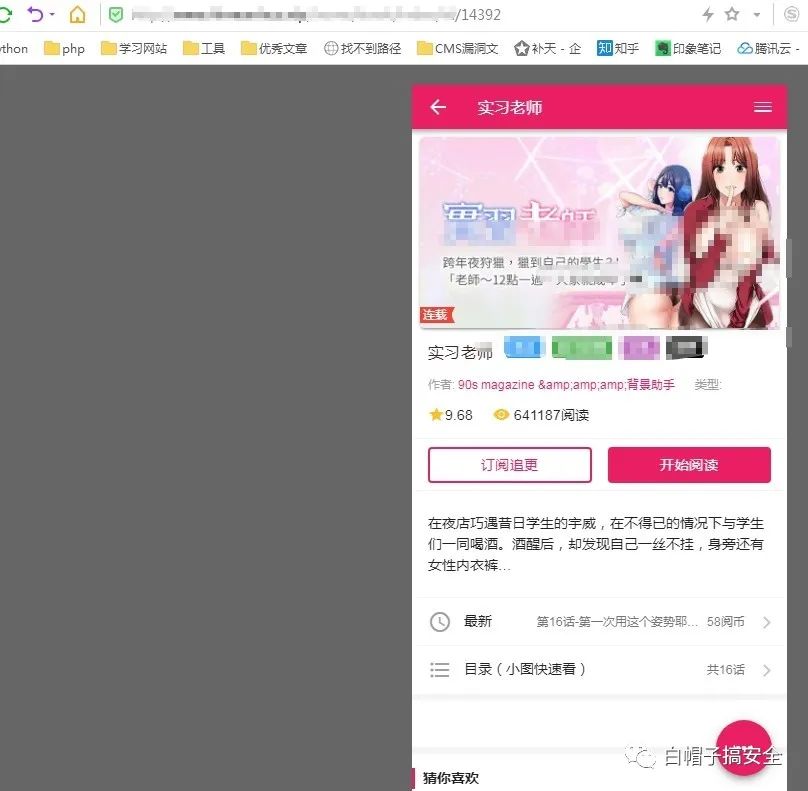 /14392
ython php 学习网站 工具 优秀文章 找不到路径 CMS漏洞文 补天 - 企 知 知乎 印象笔记 腾讯云 -
实习老师
跨年夜狩獵，獵到自己的學生？！
「老師～12點一過
连载
实习老师
作者: 90s magazine &amp;amp;amp;背景助手 类型:
9.68 641187阅读
订阅追更 开始阅读
在夜店巧遇昔日学生的宇威，在不得已的情况下与学生
们一同喝酒。酒醒后，却发现自己一丝不挂，身旁还有
女性内衣裤...
最新 第16话-第一次用这个姿势耶... 58阅币
目录（小图快速看） 共16话
白帽子搞安全
猜你喜欢